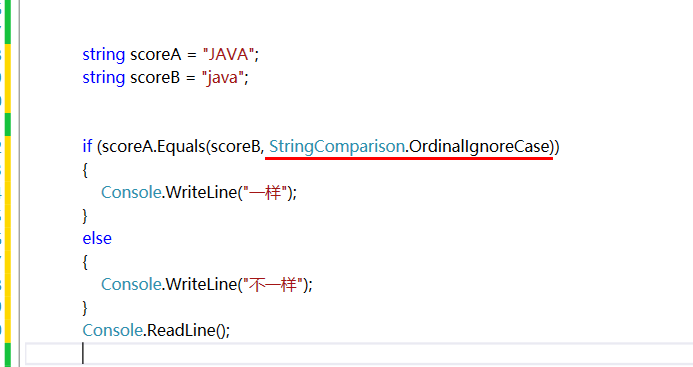 string scoreA = "JAVA";
string scoreB = "java";
if (scoreA.Equals(scoreB, StringComparison.OrdinalIgnoreCase))
{
Console.WriteLine("一样");
}
else
{
Console.WriteLine("不一样");
}
Console.ReadLine();